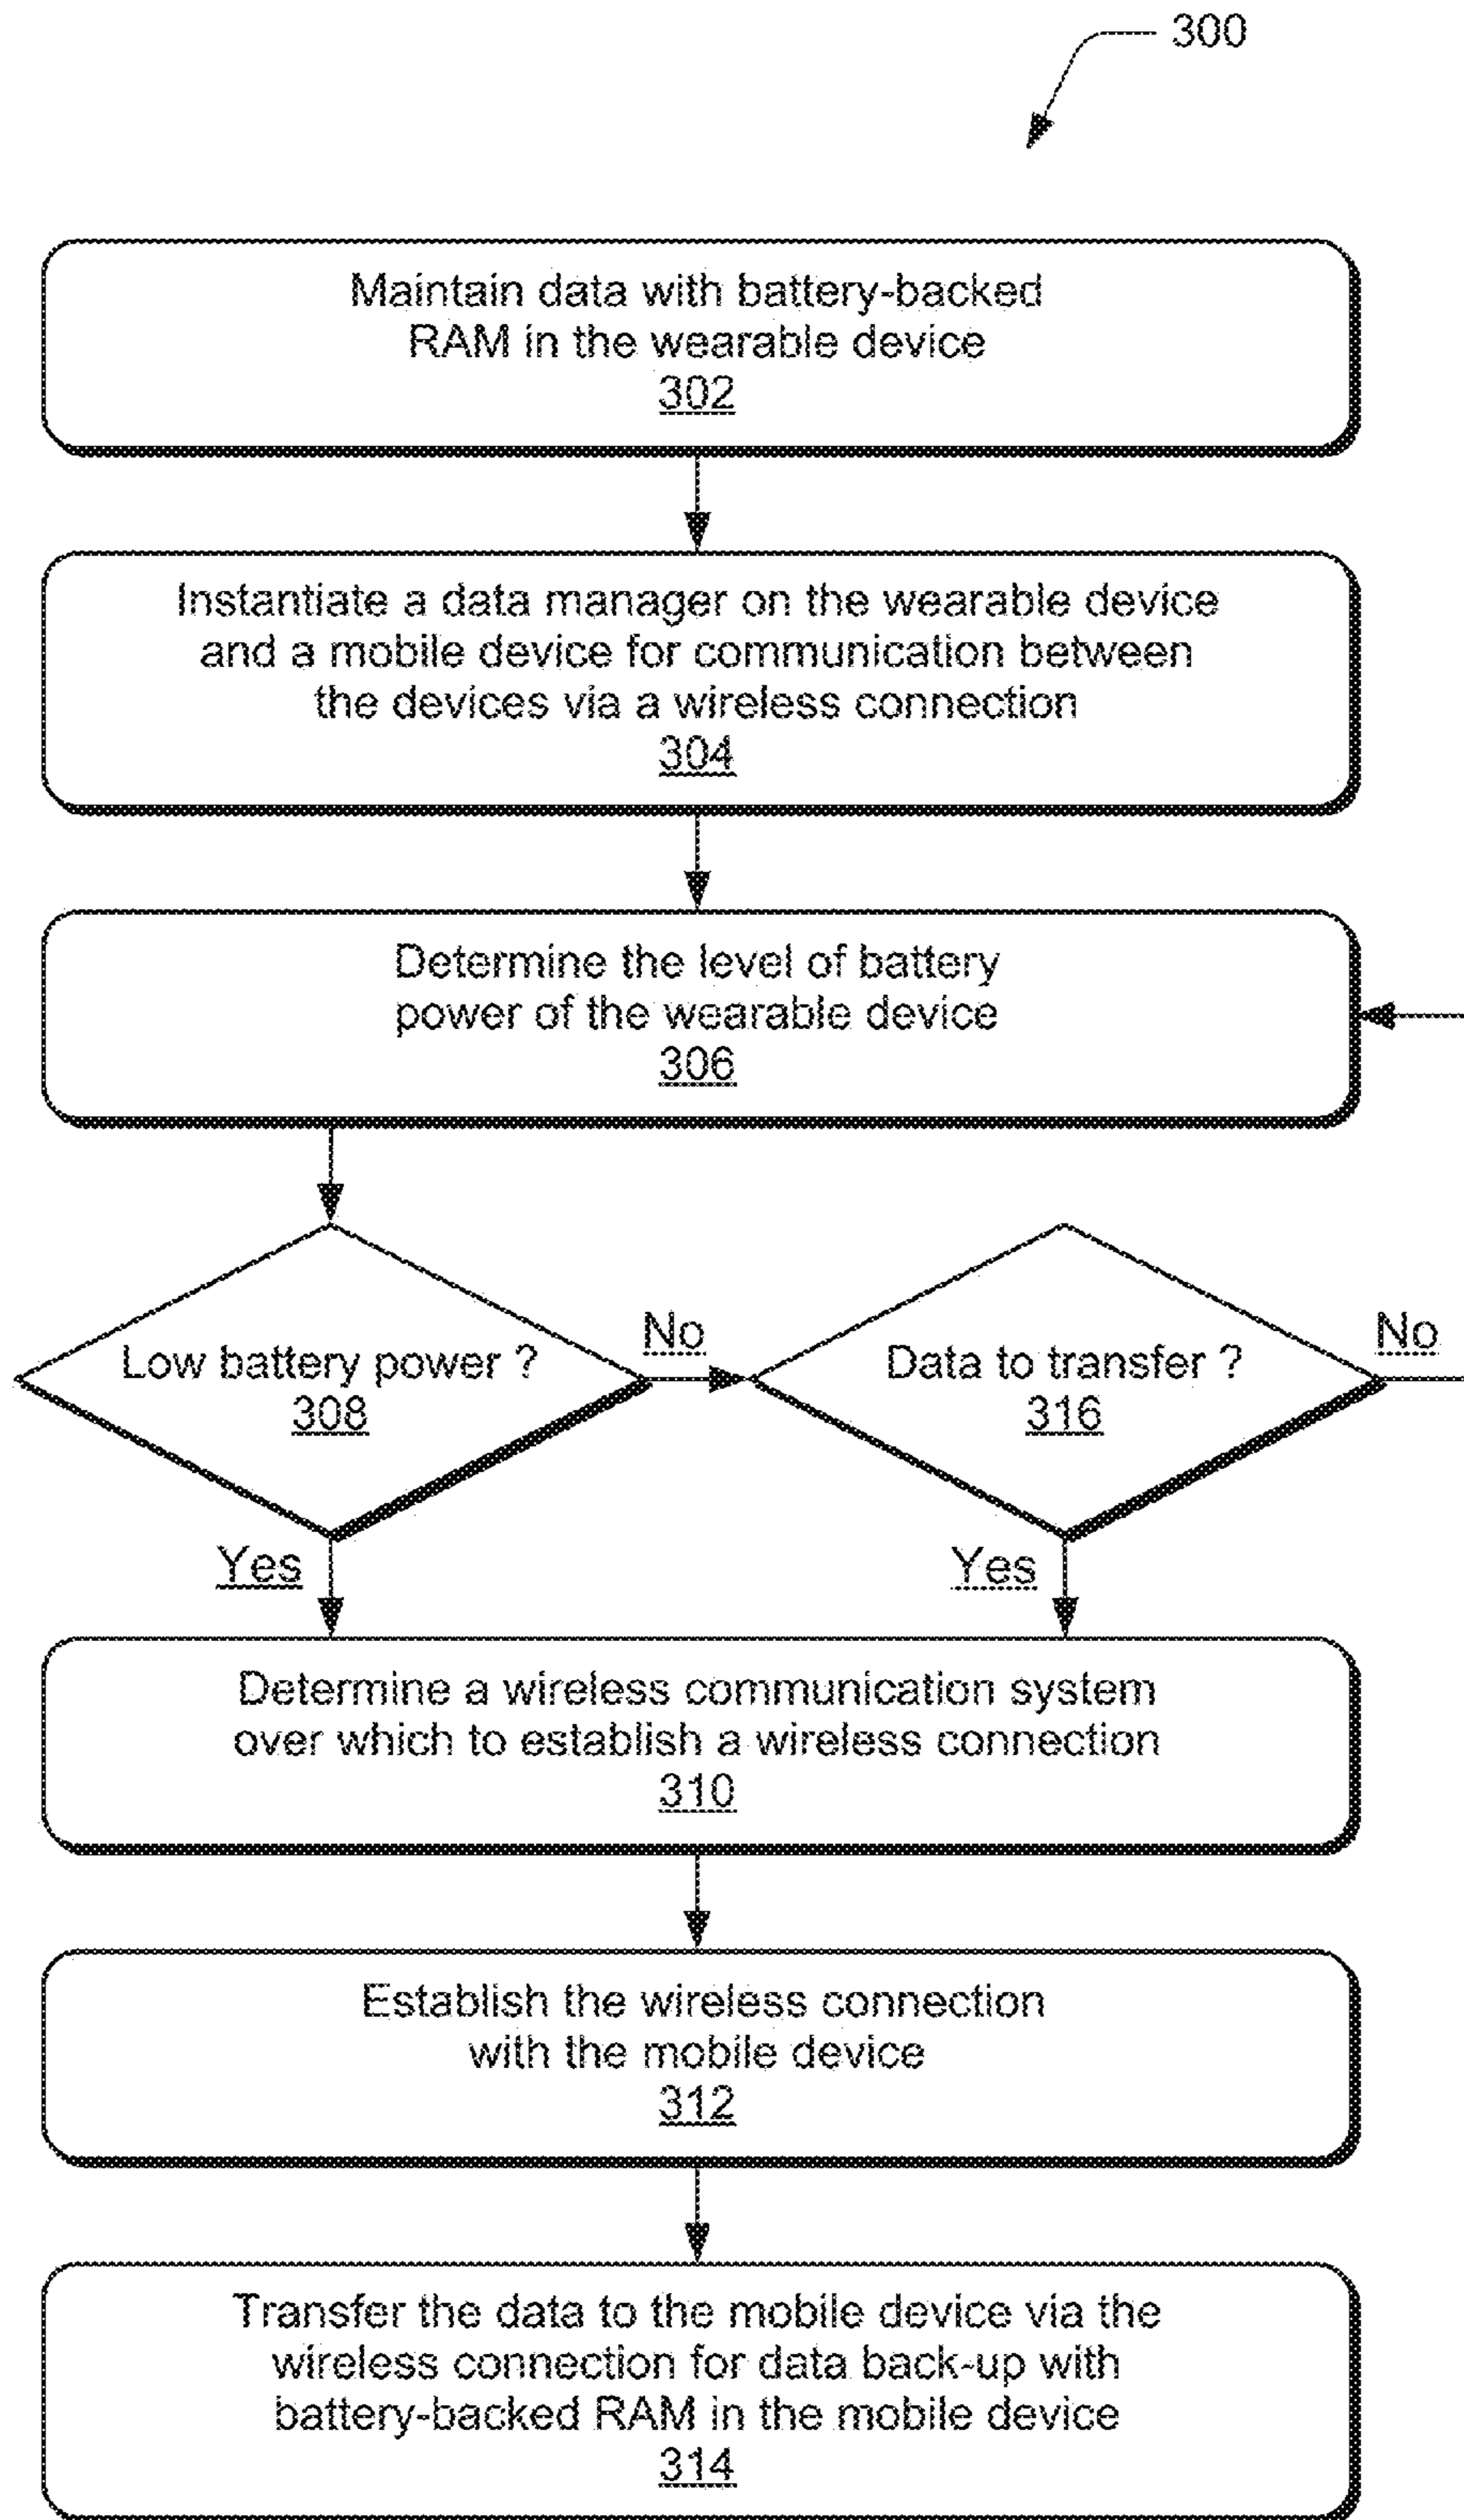 300
Maintain data with battery-backed
RAM in the wearable device
302
Instantiate a data manager on the wearable device
and a mobile device for communication between
the devices via a wireless connection
304
Determine the level of battery
power of the wearable device
306
Low battery power ?
308
No
Data to transfer ?
316
No
Yes
Yes
Determine a wireless communication system
over which to establish a wireless connection
310
Establish the wireless connection
with the mobile device
312
Transfer the data to the mobile device via the
wireless connection for data back-up with
battery-backed RAM in the mobile device
314